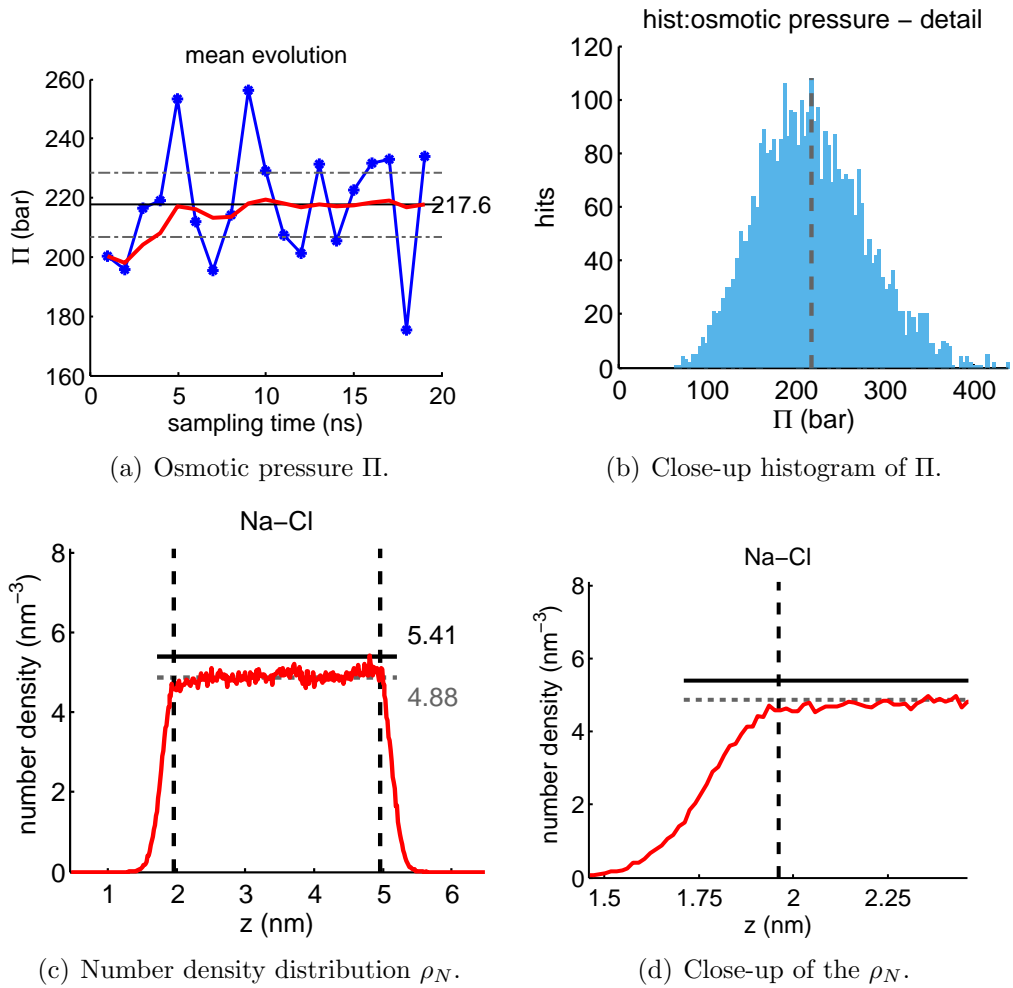 mean evolution
260
240
220
200
180
160
Π (bar)
217.6
0 5 10 15 20
sampling time (ns)
(a) Osmotic pressure Π.
hist:osmotic pressure − detail
120
100
80
60
40
20
0
hits
0 100 200 300 400
Π (bar)
(b) Close-up histogram of Π.
Na−Cl
8
6
4
2
0
number density (nm⁻³)
5.41
4.88
1 2 3 4 5 6
z (nm)
(c) Number density distribution ρ_N.
Na−Cl
8
6
4
2
0
number density (nm⁻³)
1.5 1.75 2 2.25
z (nm)
(d) Close-up of the ρ_N.